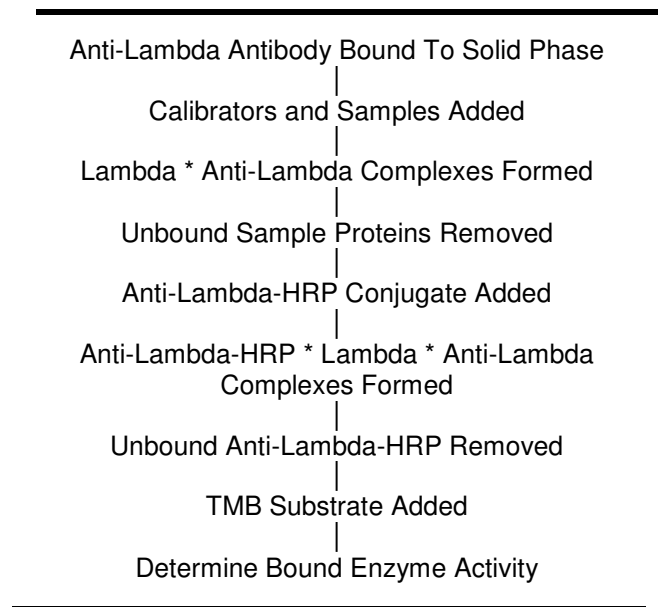 Anti-Lambda Antibody Bound To Solid Phase
Calibrators and Samples Added
Lambda * Anti-Lambda Complexes Formed
Unbound Sample Proteins Removed
Anti-Lambda-HRP Conjugate Added
Anti-Lambda-HRP * Lambda * Anti-Lambda
Complexes Formed
Unbound Anti-Lambda-HRP Removed
TMB Substrate Added
Determine Bound Enzyme Activity